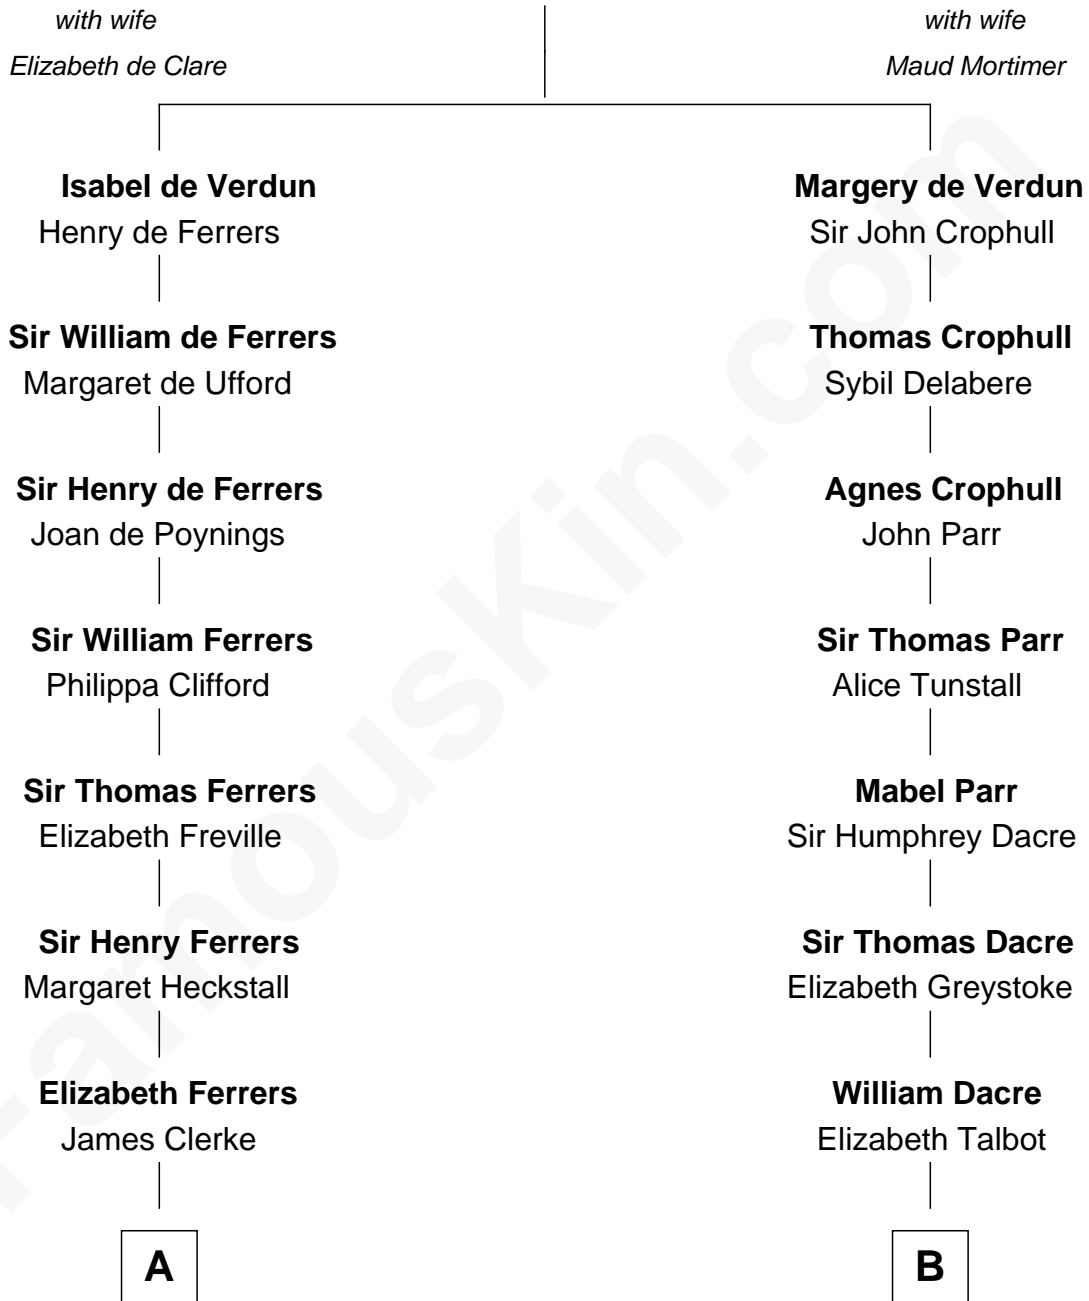 with wife
Elizabeth de Clare
with wife
Maud Mortimer
Isabel de Verdun
Henry de Ferrers
Margery de Verdun
Sir John Crophull
Sir William de Ferrers
Margaret de Ufford
Thomas Crophull
Sybil Delabere
Sir Henry de Ferrers
Joan de Poynings
Agnes Crophull
John Parr
Sir William Ferrers
Philippa Clifford
Sir Thomas Parr
Alice Tunstall
Sir Thomas Ferrers
Elizabeth Freville
Mabel Parr
Sir Humphrey Dacre
Sir Henry Ferrers
Margaret Heckstall
Sir Thomas Dacre
Elizabeth Greystoke
Elizabeth Ferrers
James Clerke
William Dacre
Elizabeth Talbot
A
B
FamousKin.com